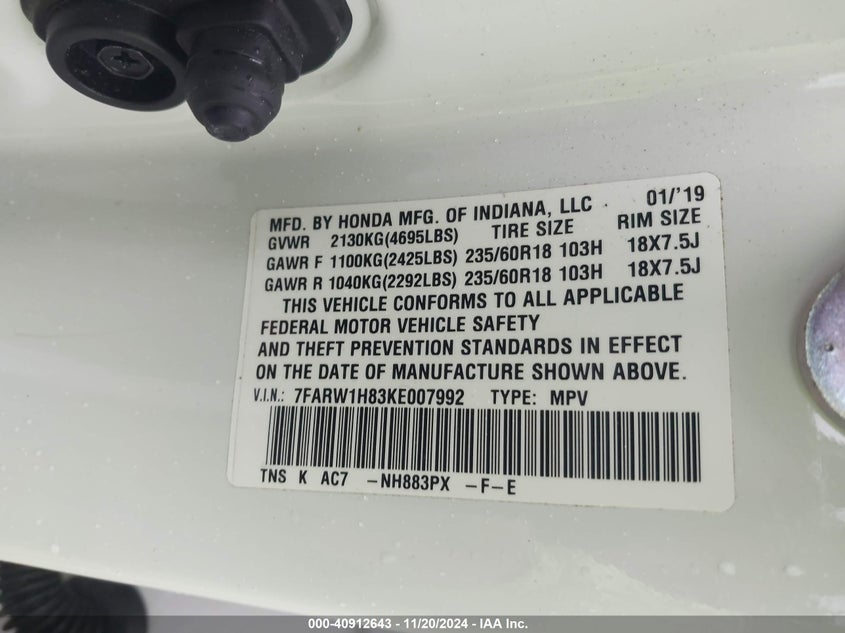 MFD. BY HONDA MFG. OF INDIANA, LLC . 01/'19
GVWR 2130KG(4695LBS) TIRE SIZE RIM SIZE
GAWR F 1100KG(2425LBS) 235/60R18 103H 18X7.5J
GAWR R 1040KG(2292LBS) 235/60R18 103H 18X7.5J
THIS VEHICLE CONFORMS TO ALL APPLICABLE
FEDERAL MOTOR VEHICLE SAFETY
AND THEFT PREVENTION STANDARDS IN EFFECT
ON THE DATE OF MANUFACTURE SHOWN ABOVE.
V.I.N.: 7FARW1H83KE007992 TYPE: MPV
TNS K AC7 -NH883PX -F-E
000-40912643 - 11/20/2024 - IAA Inc.